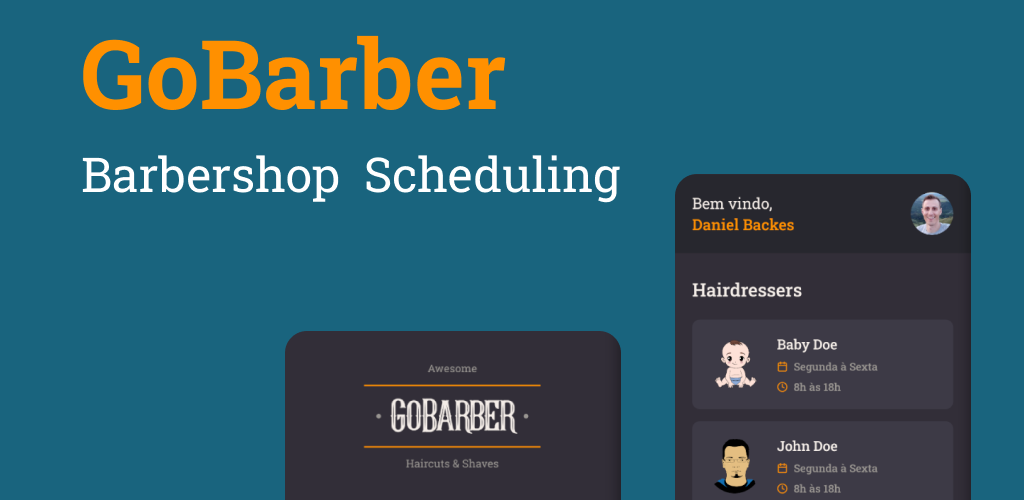 GoBarber
Barbershop Scheduling
Bem vindo,
Daniel Backes
Hairdressers
Baby Doe
Segunda à Sexta
8h às 18h
John Doe
Segunda à Sexta
8h às 18h
Awesome
GOBARBER
Haircuts & Shaves